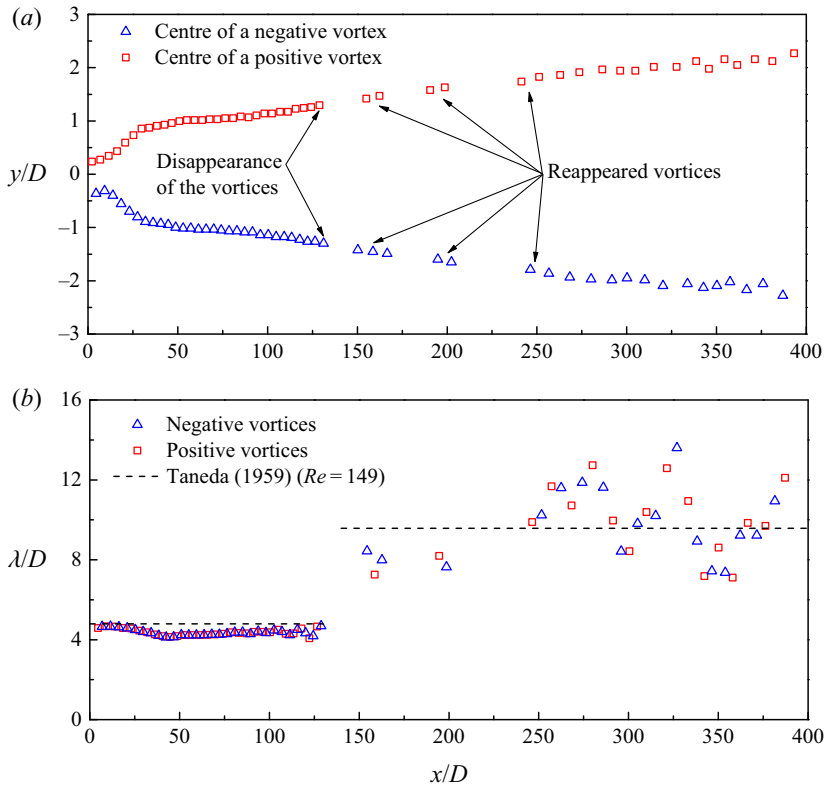 (a)
3
2
1
0
−1
−2
−3
y/D
Centre of a negative vortex
Centre of a positive vortex
Disappearance
of the vortices
Reappeared vortices
0 50 100 150 200 250 300 350 400
(b)
16
12
8
4
0
λ/D
Negative vortices
Positive vortices
Taneda (1959) (Re = 149)
0 50 100 150 200 250 300 350 400
x/D